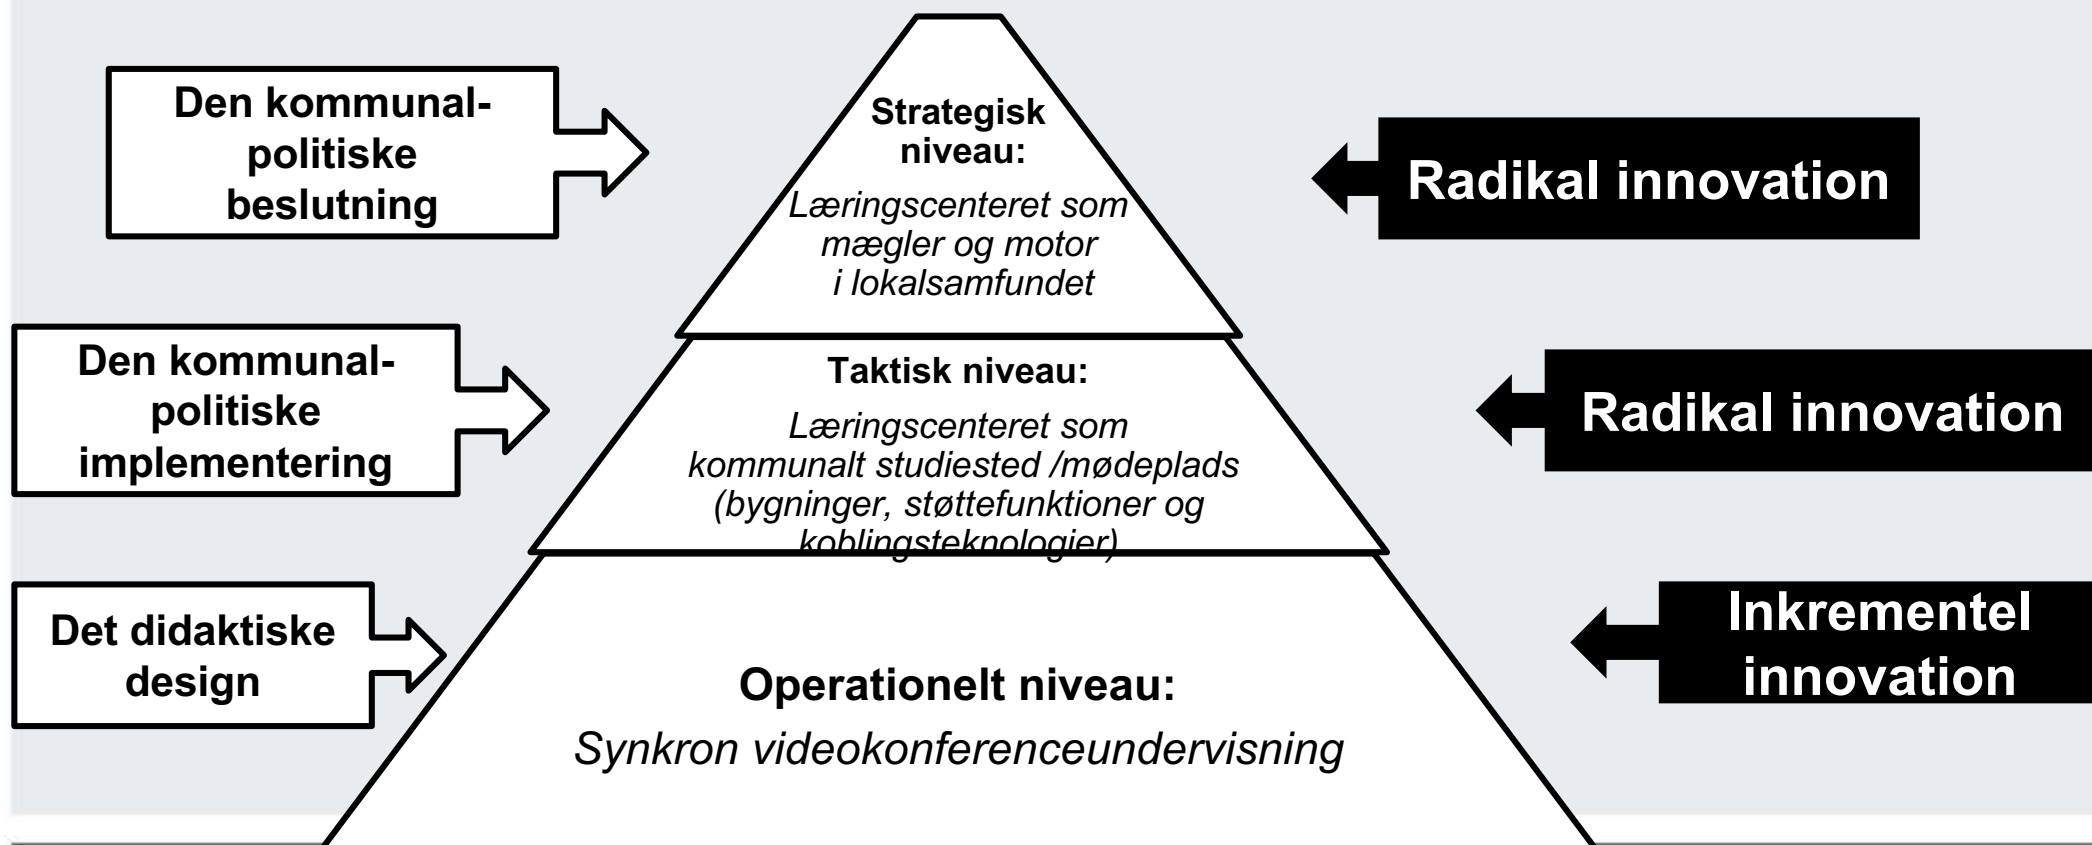 Den kommunal-
politiske
beslutning
Strategisk
niveau:
Læringscenteret som
mægler og motor
i lokalsamfundet
Radikal innovation
Den kommunal-
politiske
implementering
Taktisk niveau:
Læringscenteret som
kommunalt studiested /mødeplads
(bygninger, støttefunktioner og
koblingsteknologier)
Radikal innovation
Det didaktiske
design
Operationelt niveau:
Synkron videokonferenceundervisning
Inkrementel
innovation